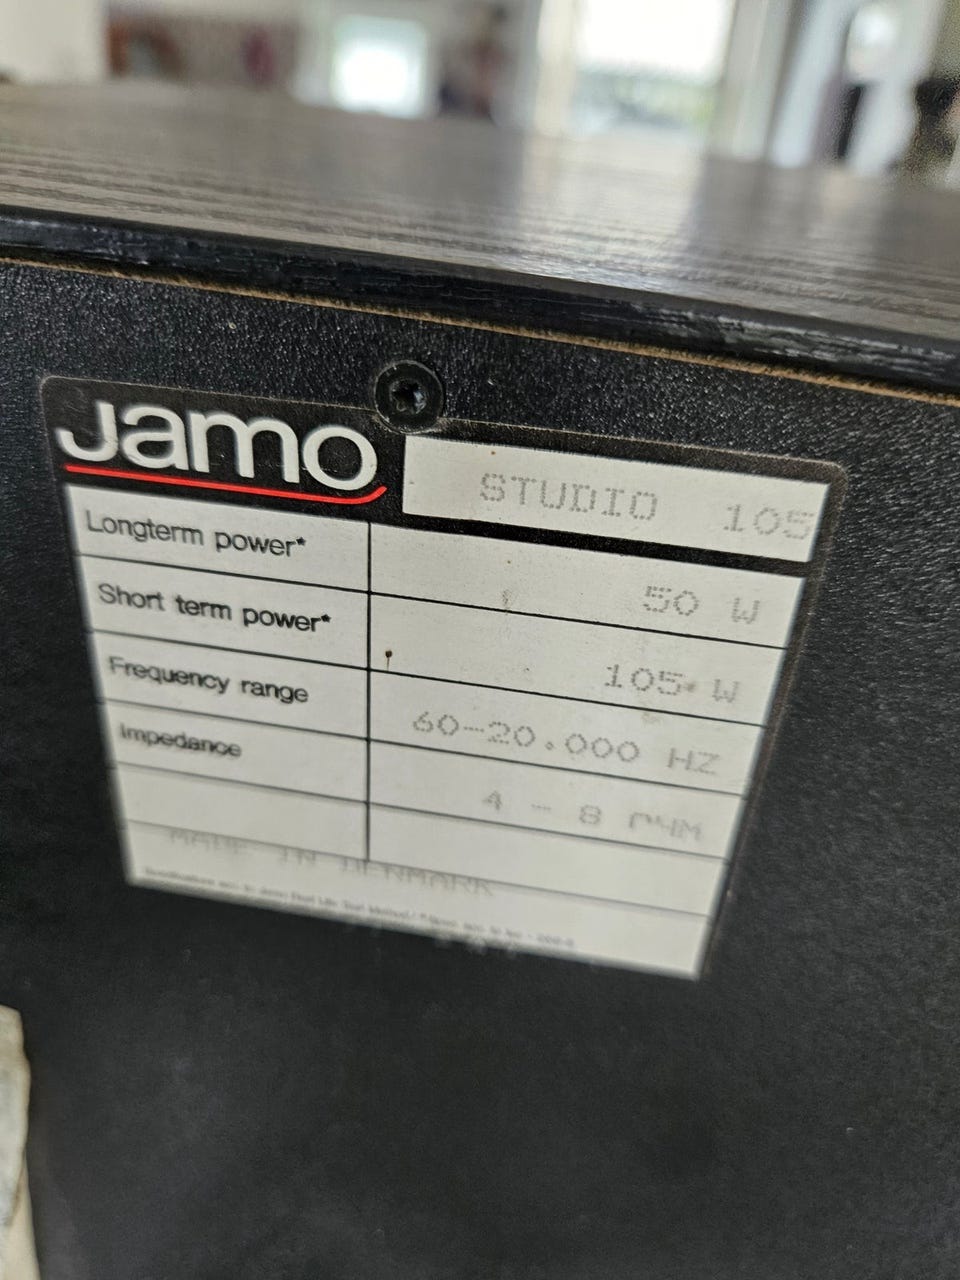 Jamo
STUDIO 105
Longterm power* 50 W
Short term power* 105 W
Frequency range 60-20.000 HZ
Impedance 4 - 8 OHM
MADE IN DENMARK